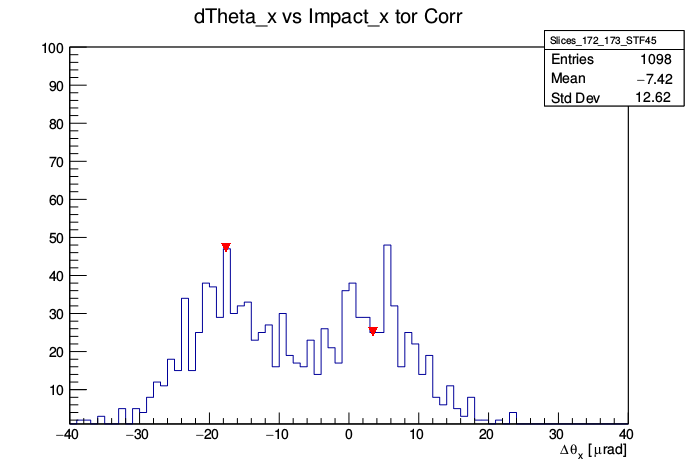 dTheta_x vs Impact_x tor Corr
Slices_172_173_STF45
Entries 1098
Mean −7.42
Std Dev 12.62
100
90
80
70
60
50
40
30
20
10
−40 −30 −20 −10 0 10 20 30 40
Δθx [μrad]